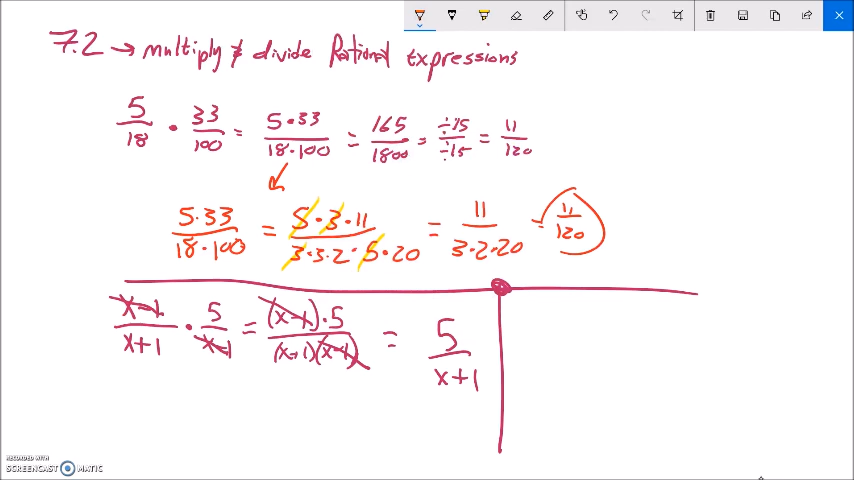 7.2 → multiply & divide Rational Expressions
5/18 · 33/100 = 5·33/18·100 = 165/1800 = ÷15/÷15 = 11/120
5·33/18·100 = 5·3·11/3·3·2·5·20 = 11/3·2·20 = 11/120
x-1/x+1 · 5/x-1 = (x-1)·5/(x+1)(x-1) = 5/x+1
RECORDED WITH
SCREENCAST MATIC